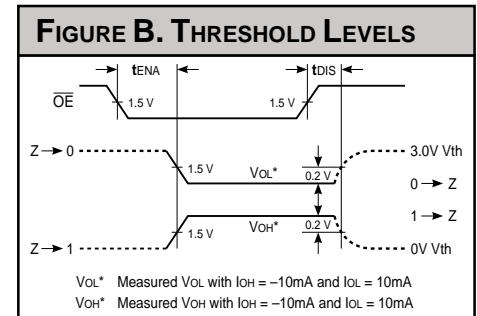 FIGURE B. THRESHOLD LEVELS
tENA tDIS
OE 1.5 V 1.5 V
Z 0 3.0V Vth
1.5 V VOL* 0.2 V
0 Z
1 Z
1.5 V VOH* 0.2 V
Z 1 0V Vth
VOL* Measured VOL with IOH = –10mA and IOL = 10mA
VOH* Measured VOH with IOH = –10mA and IOL = 10mA